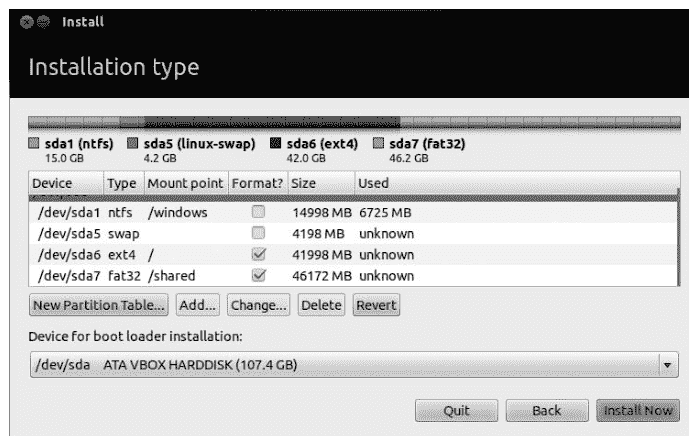 Install
Installation type
sda1 (ntfs) sda5 (linux-swap) sda6 (ext4) sda7 (fat32)
15.0 GB 4.2 GB 42.0 GB 46.2 GB
Device Type Mount point Format? Size Used
/dev/sda1 ntfs /windows 14998 MB 6725 MB
/dev/sda5 swap 4198 MB unknown
/dev/sda6 ext4 / 41998 MB unknown
/dev/sda7 fat32 /shared 46172 MB unknown
New Partition Table... Add... Change... Delete Revert
Device for boot loader installation:
/dev/sda ATA VBOX HARDDISK (107.4 GB)
Quit Back Install Now